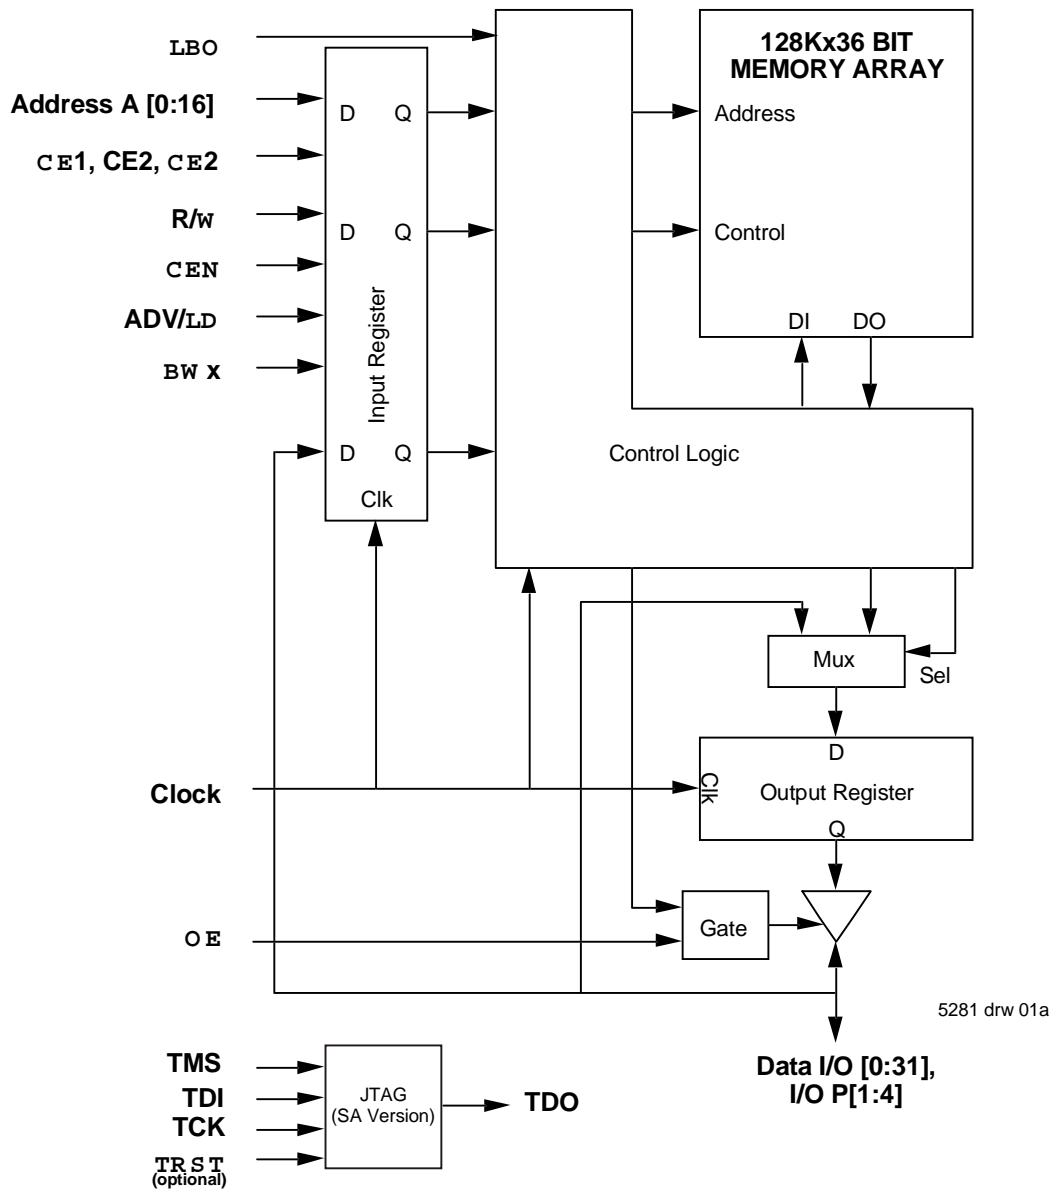 LBO
128Kx36 BIT
MEMORY ARRAY
Address A [0:16]
D Q
Address
CE1, CE2, CE2
R/W
D Q
Control
CEN
ADV/LD
Input Register
DI DO
BW x
D Q
Control Logic
Clk
Mux
Sel
D
Clock
Clk
Output Register
Q
Gate
OE
5281 drw 01a
Data I/O [0:31],
I/O P[1:4]
TMS
TDI
TCK
TRST
(optional)
JTAG
(SA Version)
TDO